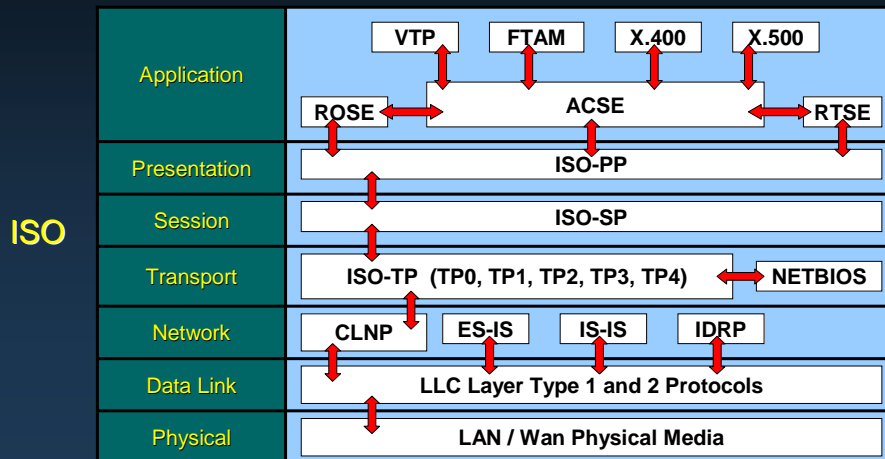 ISO
Application
VTP FTAM X.400 X.500
ROSE ACSE RTSE
Presentation
ISO-PP
Session
ISO-SP
Transport
ISO-TP (TP0, TP1, TP2, TP3, TP4) NETBIOS
Network
CLNP ES-IS IS-IS IDRP
Data Link
LLC Layer Type 1 and 2 Protocols
Physical
LAN / Wan Physical Media